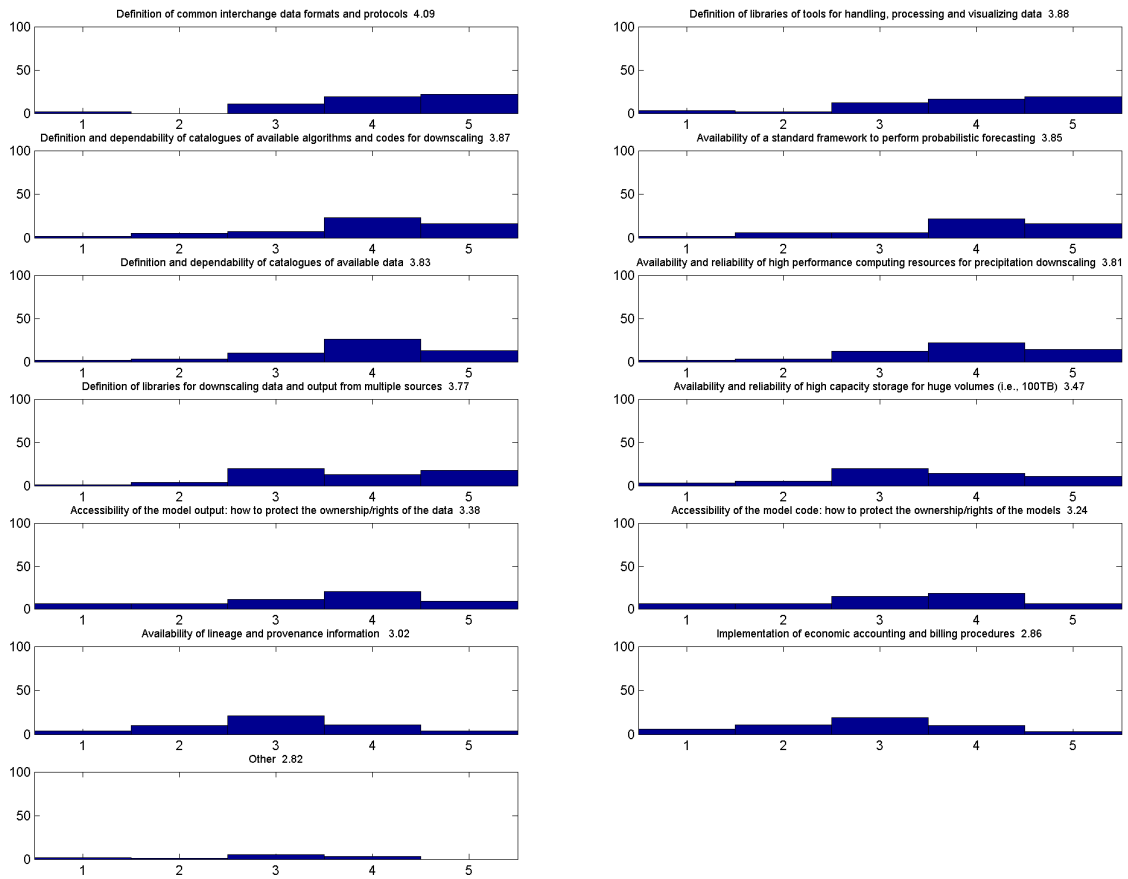 Definition of common interchange data formats and protocols 4.09
100
50
0
1 2 3 4 5
Definition of libraries of tools for handling, processing and visualizing data 3.88
100
50
0
1 2 3 4 5
Definition and dependability of catalogues of available algorithms and codes for downscaling 3.87
100
50
0
1 2 3 4 5
Availability of a standard framework to perform probabilistic forecasting 3.85
100
50
0
1 2 3 4 5
Definition and dependability of catalogues of available data 3.83
100
50
0
1 2 3 4 5
Availability and reliability of high performance computing resources for precipitation downscaling 3.81
100
50
0
1 2 3 4 5
Definition of libraries for downscaling data and output from multiple sources 3.77
100
50
0
1 2 3 4 5
Availability and reliability of high capacity storage for huge volumes (i.e., 100TB) 3.47
100
50
0
1 2 3 4 5
Accessibility of the model output: how to protect the ownership/rights of the data 3.38
100
50
0
1 2 3 4 5
Accessibility of the model code: how to protect the ownership/rights of the models 3.24
100
50
0
1 2 3 4 5
Availability of lineage and provenance information 3.02
100
50
0
1 2 3 4 5
Implementation of economic accounting and billing procedures 2.86
100
50
0
1 2 3 4 5
Other 2.82
100
50
0
1 2 3 4 5